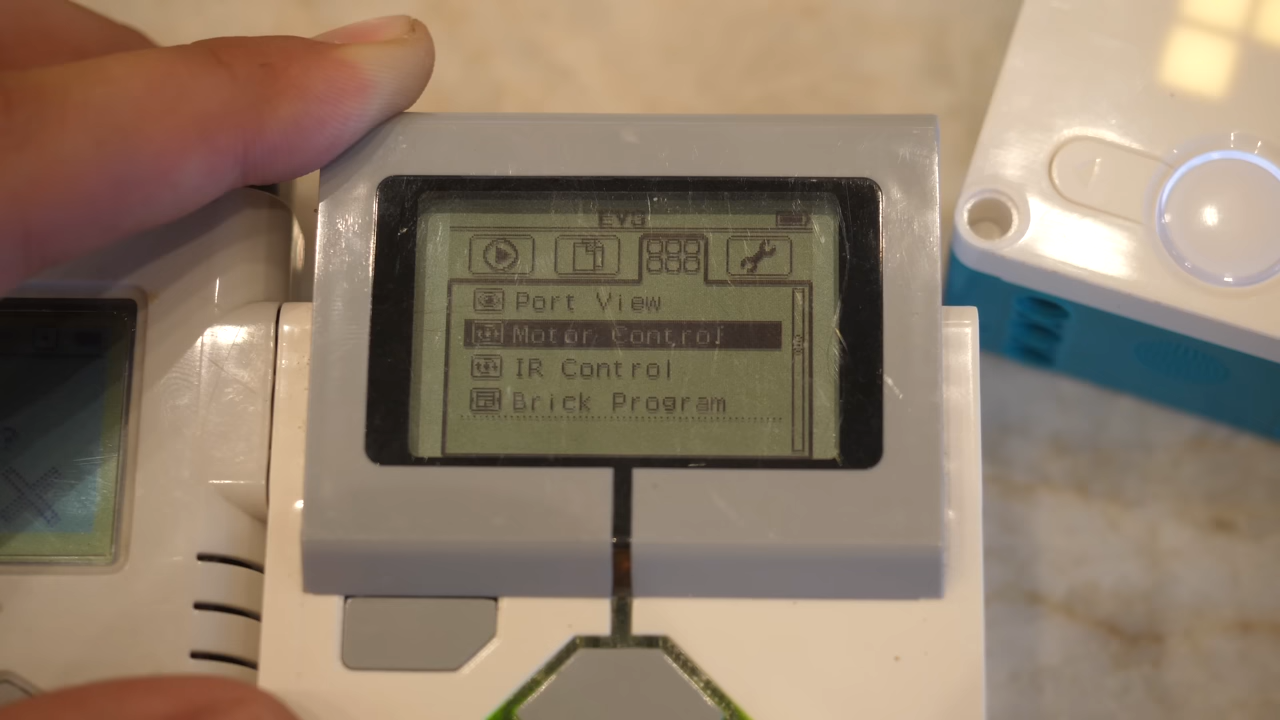 EV3
Port View
Motor Control
IR Control
Brick Program